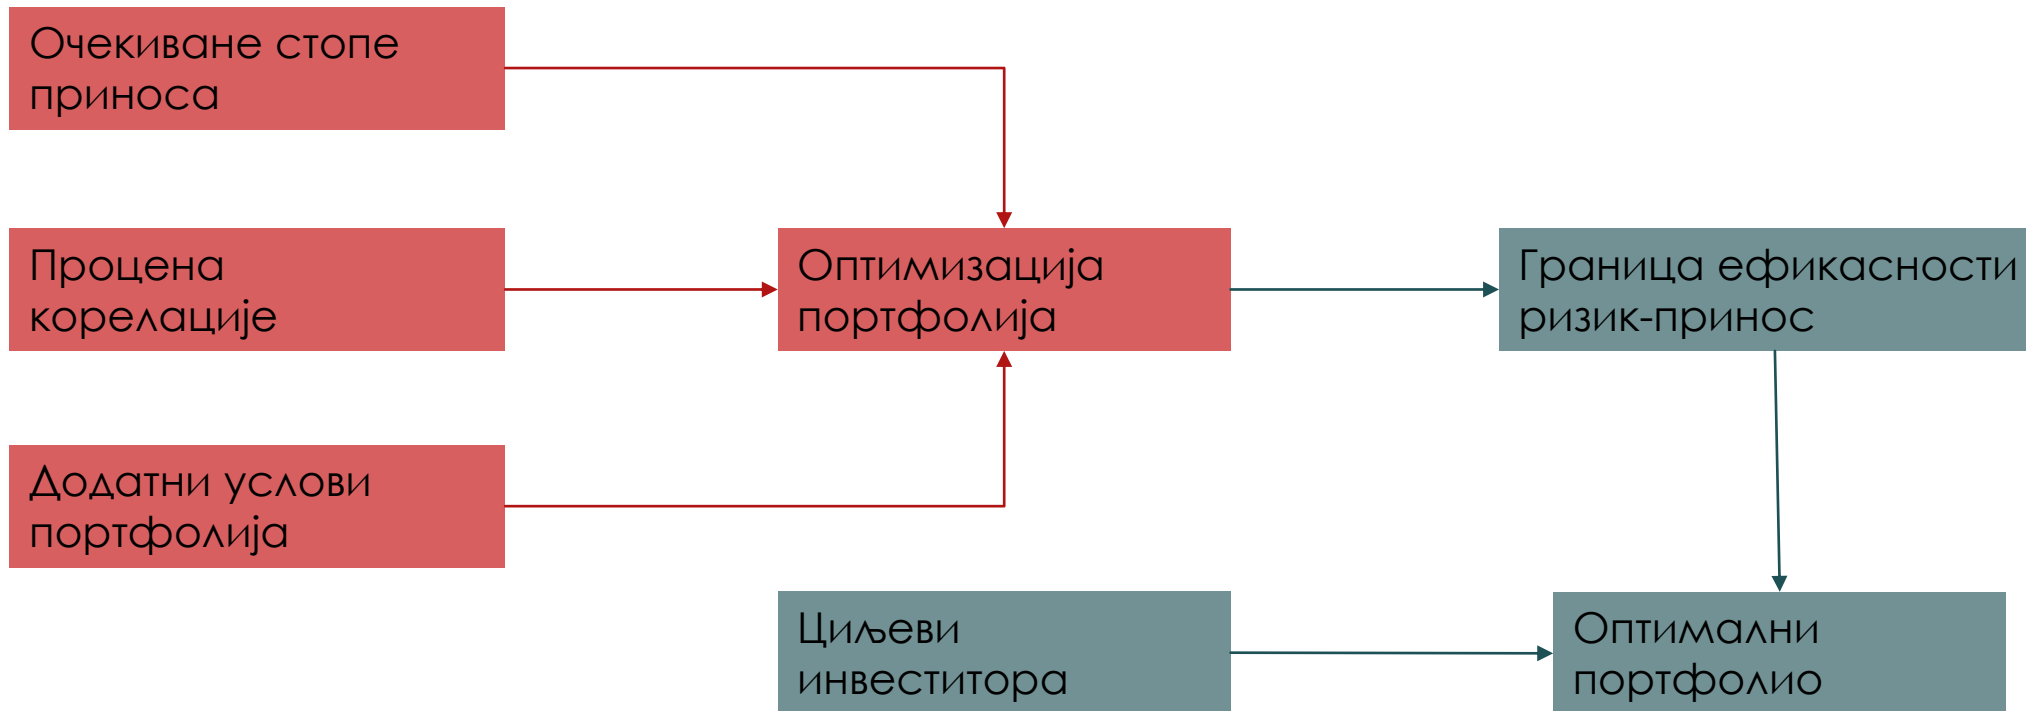 Очекиване стопе
приноса
Процена
корелације
Оптимизација
портфолија
Граница ефикасности
ризик-принос
Додатни услови
портфолија
Циљеви
инвеститора
Оптимални
портфолио